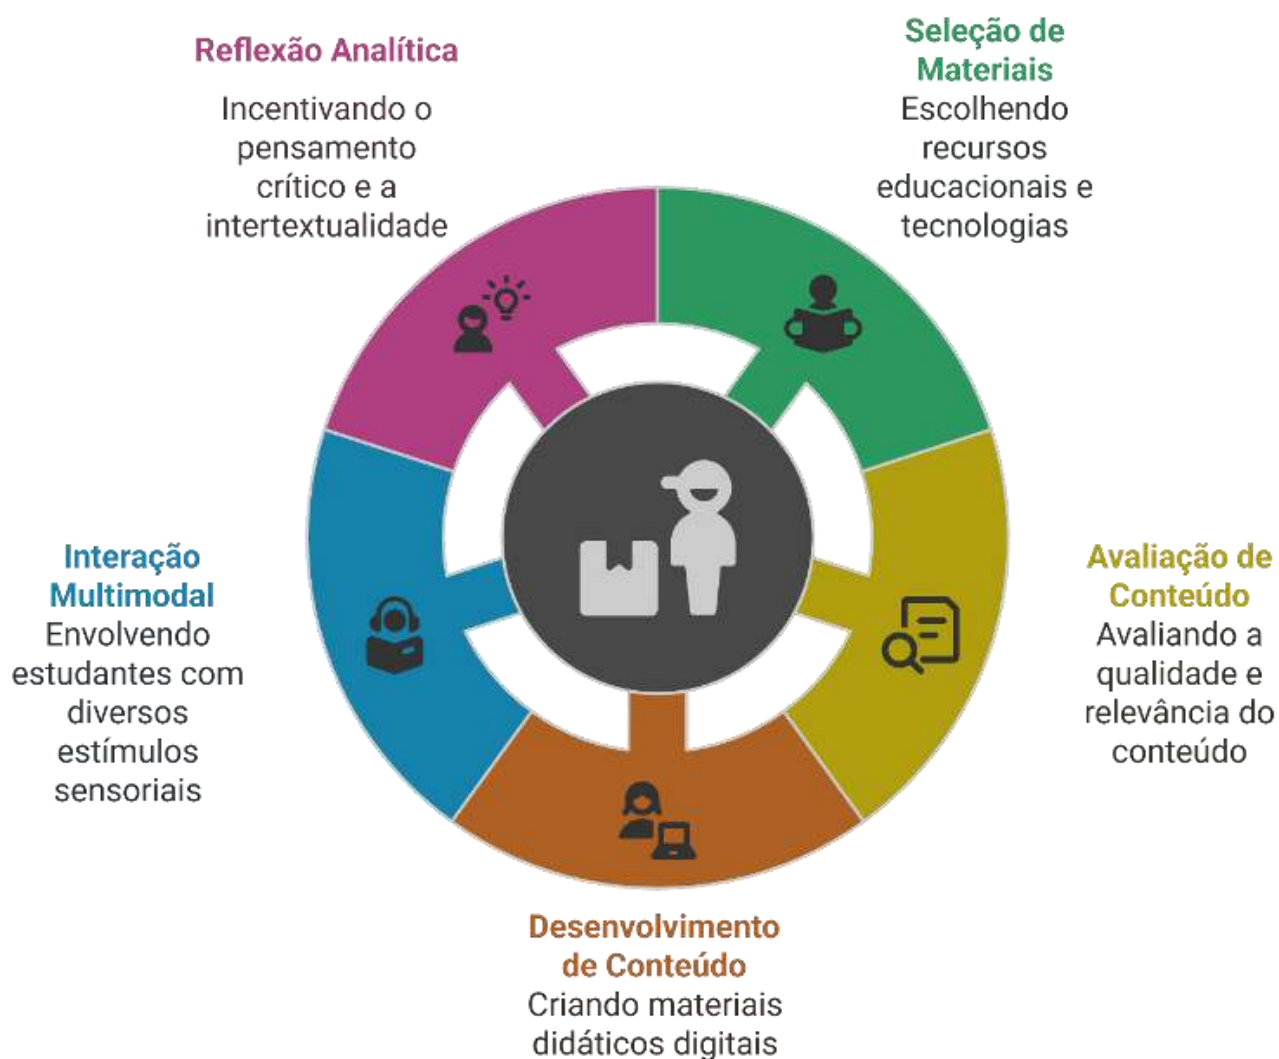 Reflexão Analítica
Incentivando o
pensamento
crítico e a
intertextualidade
Seleção de
Materiais
Escolhendo
recursos
educacionais e
tecnologias
Interação
Multimodal
Envolvendo
estudantes com
diversos
estímulos
sensoriais
Avaliação de
Conteúdo
Avaliando a
qualidade e
relevância do
conteúdo
Desenvolvimento
de Conteúdo
Criando materiais
didáticos digitais